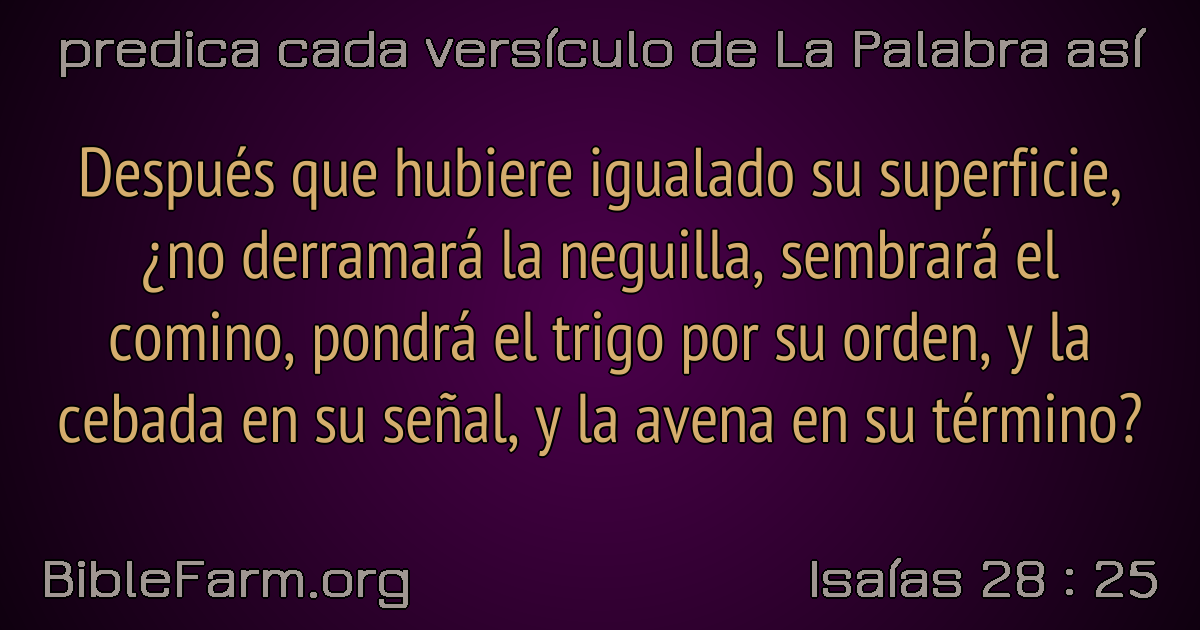 predica cada versículo de La Palabra así
Después que hubiere igualado su superficie,
¿no derramará la neguilla, sembrará el
comino, pondrá el trigo por su orden, y la
cebada en su señal, y la avena en su término?
BibleFarm.org
Isaías 28 : 25